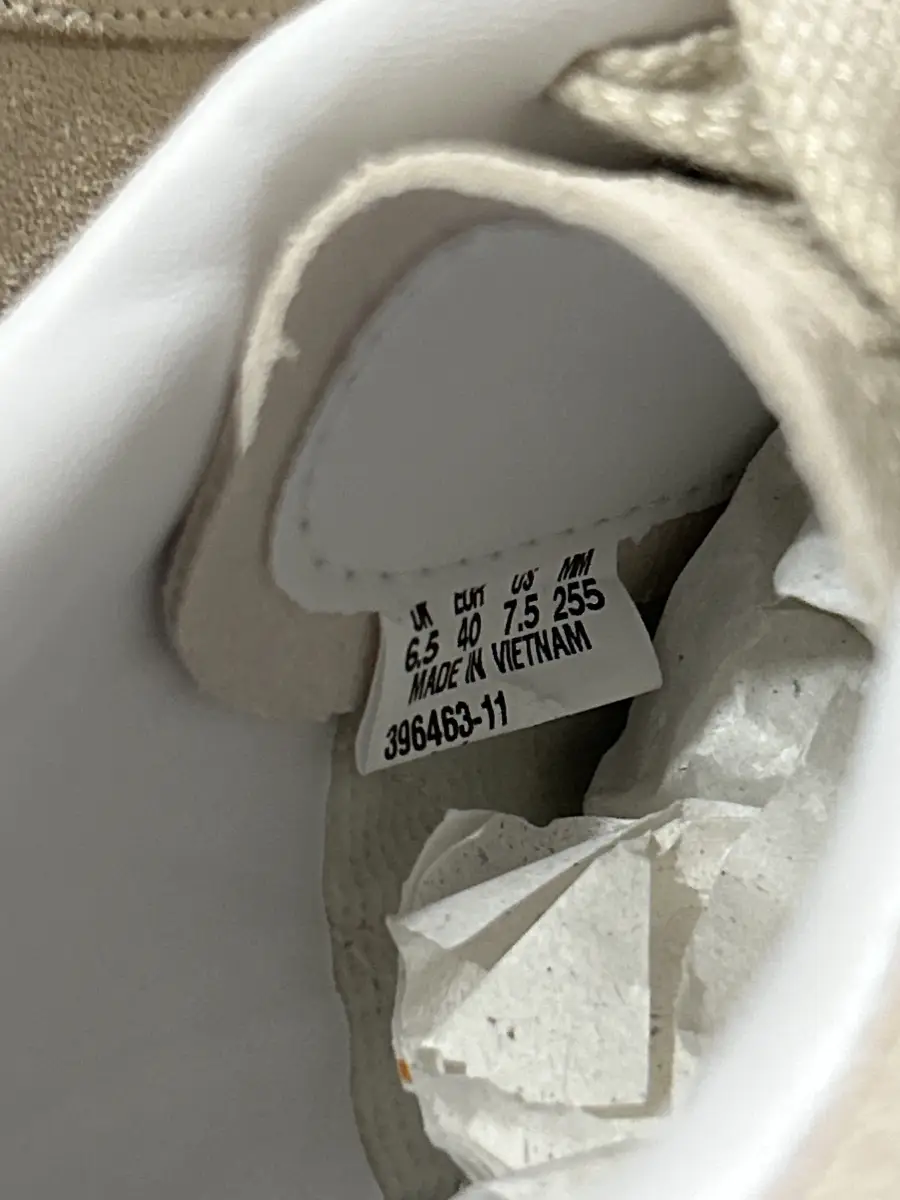 UK EUR US MM
6.5 40 7.5 255
MADE IN VIETNAM
396463-11